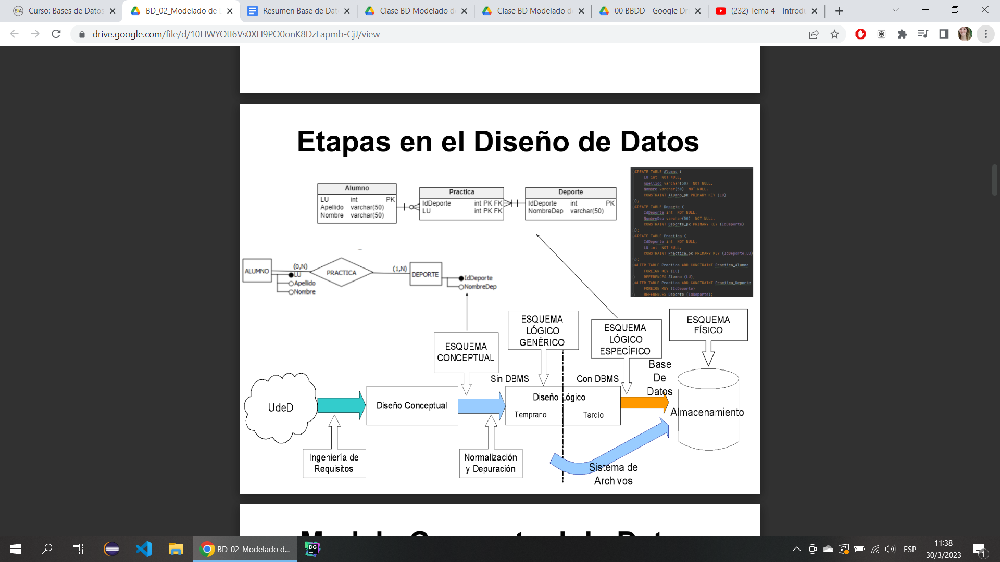 Curso: Bases de Datos
BD_02_Modelado de D
Resumen Base de Dat
Clase BD Modelado d
Clase BD Modelado d
00 BBDD - Google Dri
(232) Tema 4 - Introdu
drive.google.com/file/d/10HWYOtI6Vs0XH9PO0onK8DzLapmb-CjJ/view
Etapas en el Diseño de Datos
Alumno
LU int PK
Apellido varchar(50)
Nombre varchar(50)
Practica
IdDeporte int PK FK
LU int PK FK
Deporte
IdDeporte int PK
NombreDep varchar(50)
CREATE TABLE Alumno (
LU int NOT NULL,
Apellido varchar(50) NOT NULL,
Nombre varchar(50) NOT NULL,
CONSTRAINT Alumno_pk PRIMARY KEY (LU)
);
CREATE TABLE Deporte (
IdDeporte int NOT NULL,
NombreDep varchar(50) NOT NULL,
CONSTRAINT Deporte_pk PRIMARY KEY (IdDeporte)
);
CREATE TABLE Practica (
IdDeporte int NOT NULL,
LU int NOT NULL,
CONSTRAINT Practica_pk PRIMARY KEY (IdDeporte,LU)
);
ALTER TABLE Practica ADD CONSTRAINT Practica_Alumno
FOREIGN KEY (LU)
REFERENCES Alumno (LU);
ALTER TABLE Practica ADD CONSTRAINT Practica_Deporte
FOREIGN KEY (IdDeporte)
REFERENCES Deporte (IdDeporte);
ALUMNO
(0,N)
LU
Apellido
Nombre
PRACTICA
(1,N)
DEPORTE
IdDeporte
NombreDep
ESQUEMA
CONCEPTUAL
ESQUEMA
LÓGICO
GENÉRICO
ESQUEMA
LÓGICO
ESPECÍFICO
ESQUEMA
FÍSICO
Sin DBMS
Con DBMS
Base
De
Datos
UdeD
Diseño Conceptual
Diseño Lógico
Temprano
Tardío
Almacenamiento
Ingeniería de
Requisitos
Normalización
y Depuración
Sistema de
Archivos
BD_02_Modelado d...
DG
ESP
11:38
30/3/2023
1